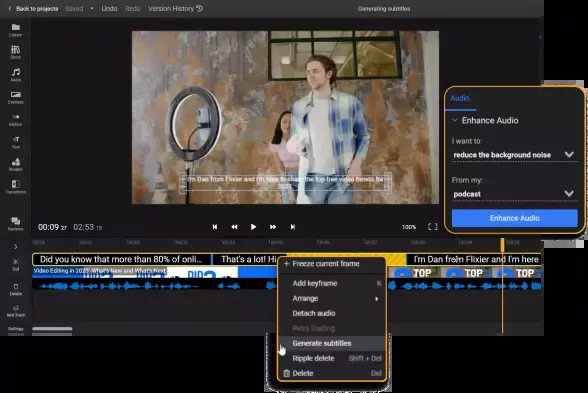 Back to projects
Saved
Undo
Redo
Version History
Generating subtitles
Library
Stock
Audio
Overlays
Motion
Text
Shapes
Transitions
Reviews
I'm Dan from Flixier and I'm here to share the top free video trends for
2023
00:09 27
02:53 15
100%
Audio
Enhance Audio
I want to:
reduce the background noise
From my:
podcast
Enhance Audio
Cut
Delete
Add Track
Settings
Did you know that more than 80% of onli...
That's a lot! Hi
I'm Dan from Flixier and I'm here
Video Editing in 2023: What's New and What's Next
TOP
TOP
TOP
Freeze current frame
Add keyframe K
Arrange
Detach audio
Retry loading
Generate subtitles
Ripple delete Shift + Del
Delete Del